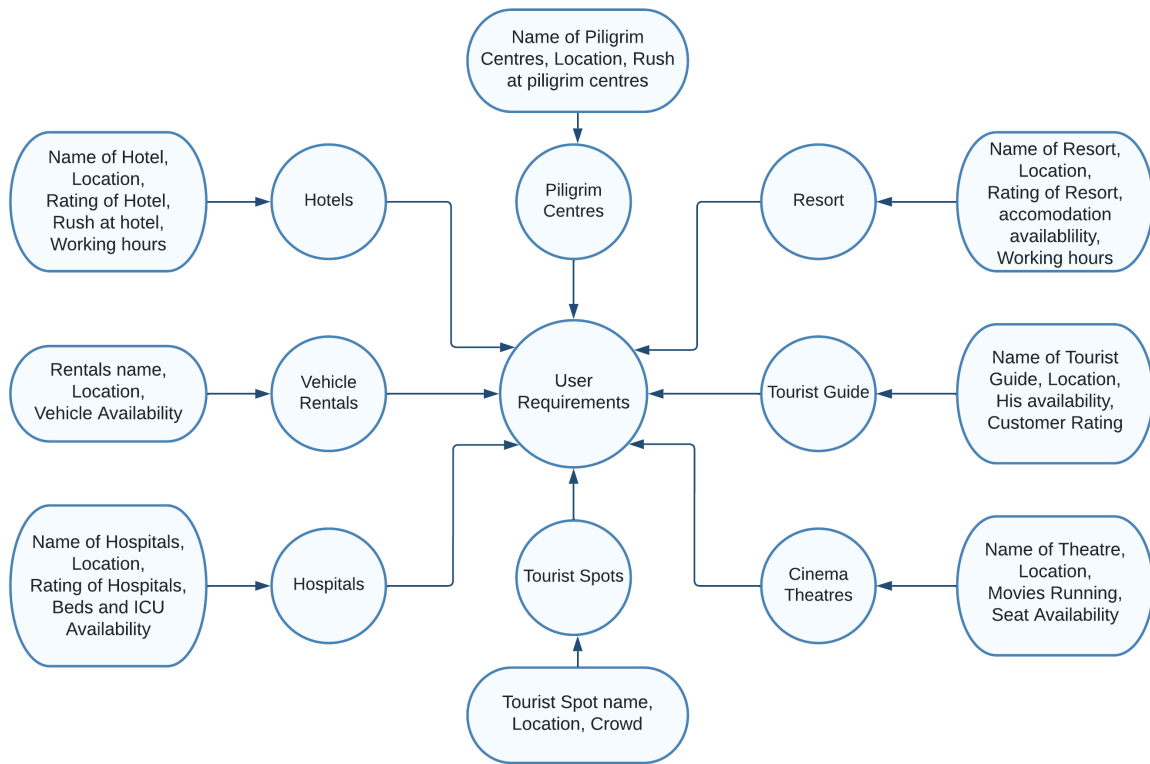 Name of Piligrim
Centres, Location, Rush
at piligrim centres
Name of Hotel,
Location,
Rating of Hotel,
Rush at hotel,
Working hours
Hotels
Piligrim
Centres
Resort
Name of Resort,
Location,
Rating of Resort,
accomodation
availablility,
Working hours
Rentals name,
Location,
Vehicle Availability
Vehicle
Rentals
User
Requirements
Tourist Guide
Name of Tourist
Guide, Location,
His availability,
Customer Rating
Name of Hospitals,
Location,
Rating of Hospitals,
Beds and ICU
Availability
Hospitals
Tourist Spots
Cinema
Theatres
Name of Theatre,
Location,
Movies Running,
Seat Availability
Tourist Spot name,
Location, Crowd